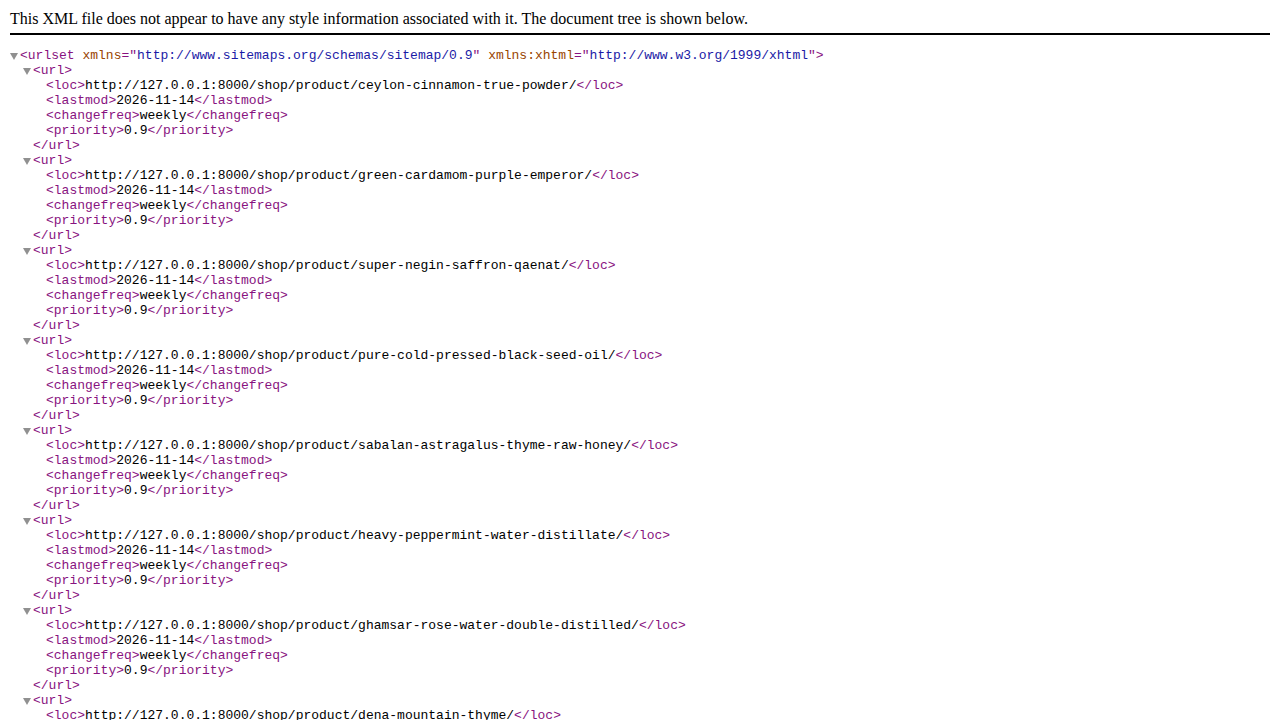 This XML file does not appear to have any style information associated with it. The document tree is shown below.
<urlset xmlns="http://www.sitemaps.org/schemas/sitemap/0.9" xmlns:xhtml="http://www.w3.org/1999/xhtml">
<url>
<loc>http://127.0.0.1:8000/shop/product/ceylon-cinnamon-true-powder/</loc>
<lastmod>2026-11-14</lastmod>
<changefreq>weekly</changefreq>
<priority>0.9</priority>
</url>
<url>
<loc>http://127.0.0.1:8000/shop/product/green-cardamom-purple-emperor/</loc>
<lastmod>2026-11-14</lastmod>
<changefreq>weekly</changefreq>
<priority>0.9</priority>
</url>
<url>
<loc>http://127.0.0.1:8000/shop/product/super-negin-saffron-qaenat/</loc>
<lastmod>2026-11-14</lastmod>
<changefreq>weekly</changefreq>
<priority>0.9</priority>
</url>
<url>
<loc>http://127.0.0.1:8000/shop/product/pure-cold-pressed-black-seed-oil/</loc>
<lastmod>2026-11-14</lastmod>
<changefreq>weekly</changefreq>
<priority>0.9</priority>
</url>
<url>
<loc>http://127.0.0.1:8000/shop/product/sabalan-astragalus-thyme-raw-honey/</loc>
<lastmod>2026-11-14</lastmod>
<changefreq>weekly</changefreq>
<priority>0.9</priority>
</url>
<url>
<loc>http://127.0.0.1:8000/shop/product/heavy-peppermint-water-distillate/</loc>
<lastmod>2026-11-14</lastmod>
<changefreq>weekly</changefreq>
<priority>0.9</priority>
</url>
<url>
<loc>http://127.0.0.1:8000/shop/product/ghamsar-rose-water-double-distilled/</loc>
<lastmod>2026-11-14</lastmod>
<changefreq>weekly</changefreq>
<priority>0.9</priority>
</url>
<url>
<loc>http://127.0.0.1:8000/shop/product/dena-mountain-thyme/</loc>